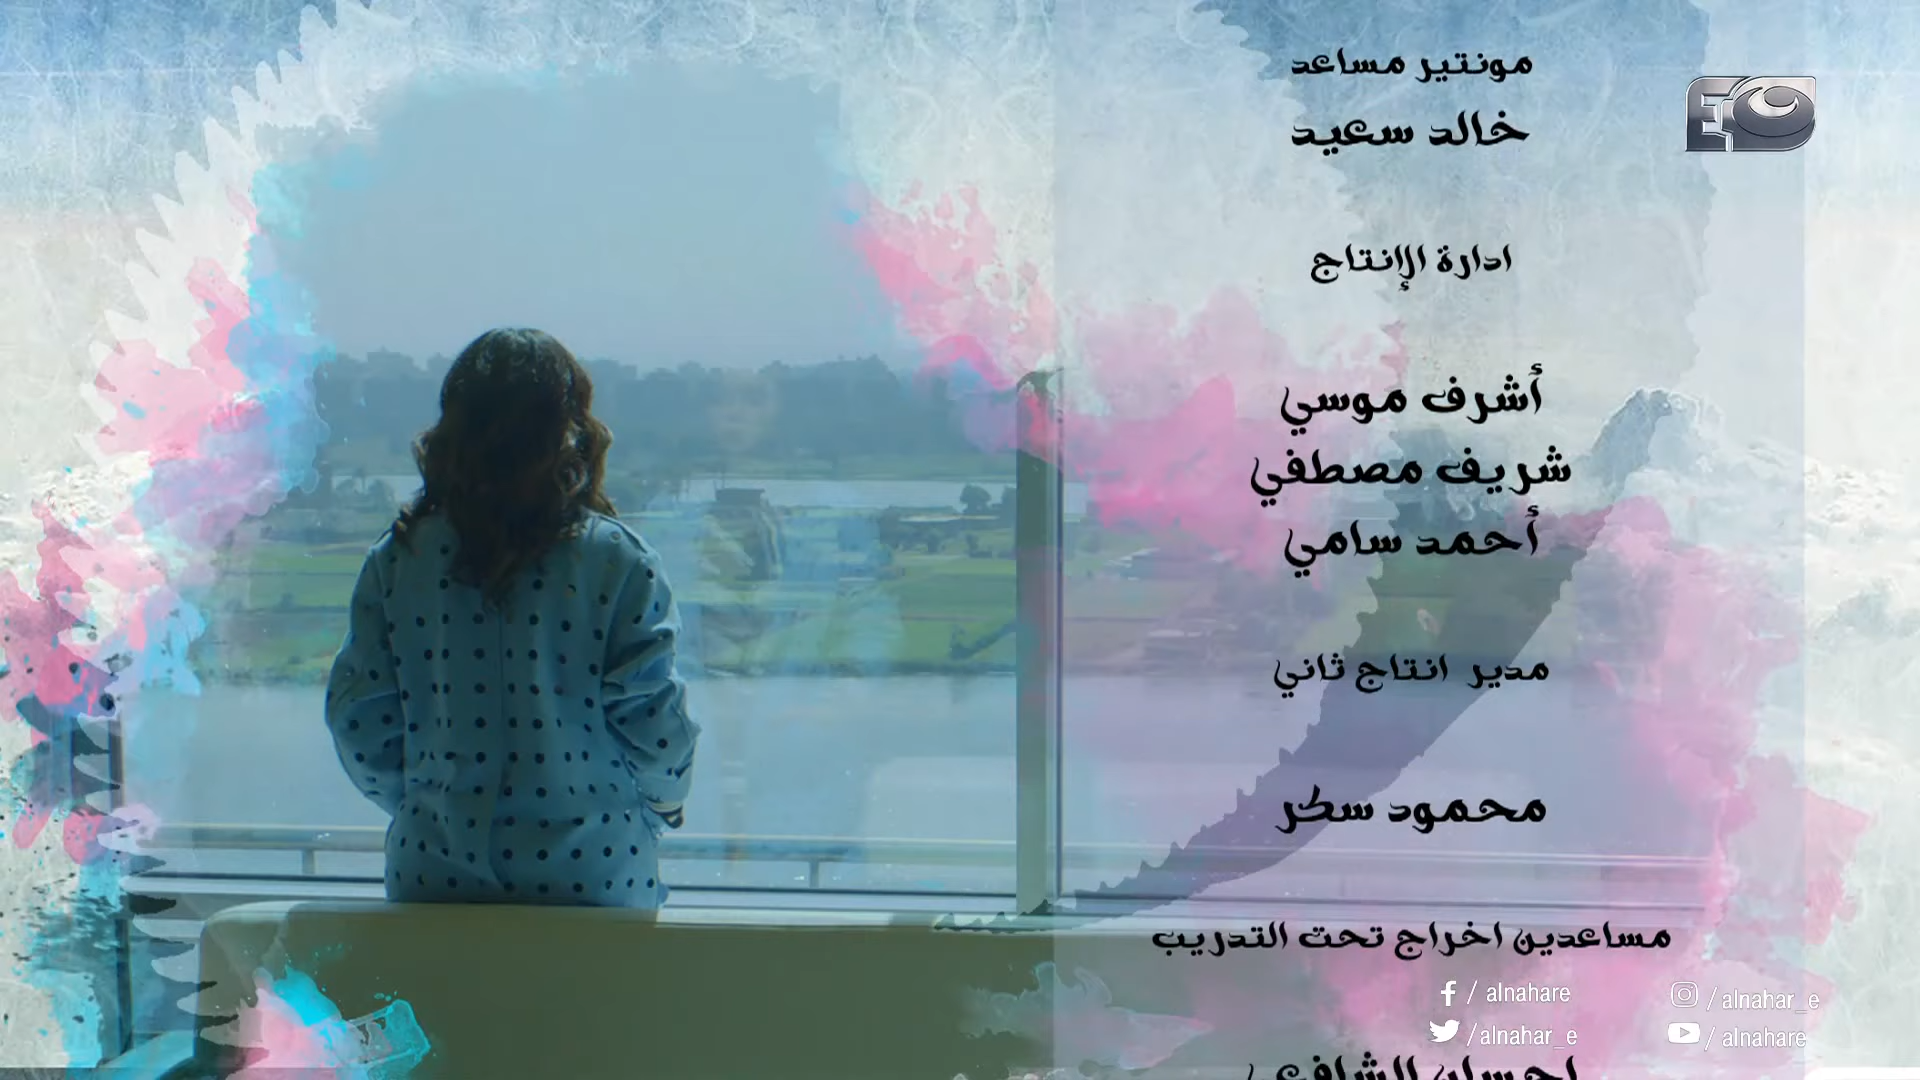 مونتير مساعد
خالد سعيد
ادارة الإنتاج
أشرف موسي
شريف مصطفي
أحمد سامي
مدير انتاج ثاني
محمود سكر
مساعدين اخراج تحت التدريب
/ alnahare
/ alnahar_e
/alnahar_e
/ alnahare